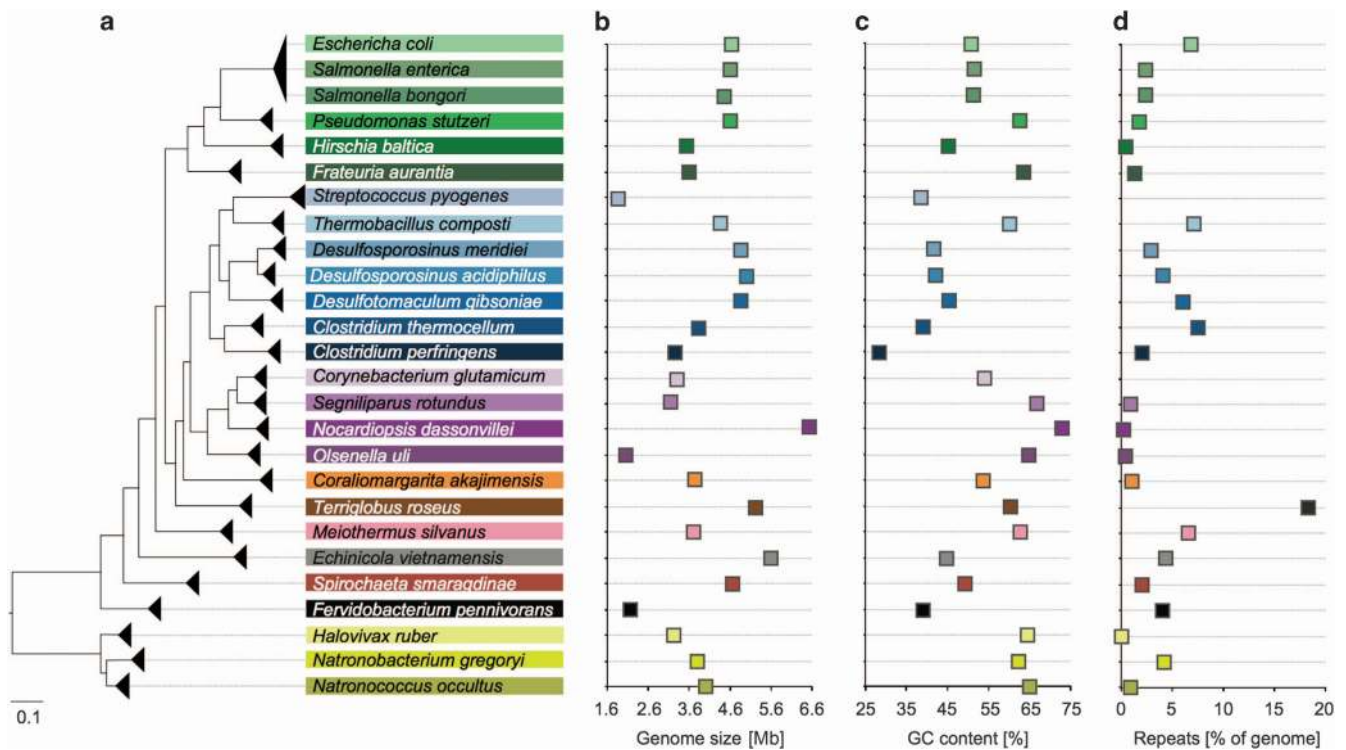 a
b
c
d
Eschericha coli
Salmonella enterica
Salmonella bongori
Pseudomonas stutzeri
Hirschia baltica
Frateuria aurantia
Streptococcus pyogenes
Thermobacillus composti
Desulfosporosinus meridiei
Desulfosporosinus acidiphilus
Desulfotomaculum gibsoniae
Clostridium thermocellum
Clostridium perfringens
Corynebacterium glutamicum
Segniliparus rotundus
Nocardiopsis dassonvillei
Olsenella uli
Coraliomargarita akajimensis
Terriglobus roseus
Meiothermus silvanus
Echinicola vietnamensis
Spirochaeta smaragdinae
Fervidobacterium pennivorans
Halovivax ruber
Natronobacterium gregoryi
Natronococcus occultus
0.1
1.6 2.6 3.6 4.6 5.6 6.6
Genome size [Mb]
25 35 45 55 65 75
GC content [%]
0 5 10 15 20
Repeats [% of genome]